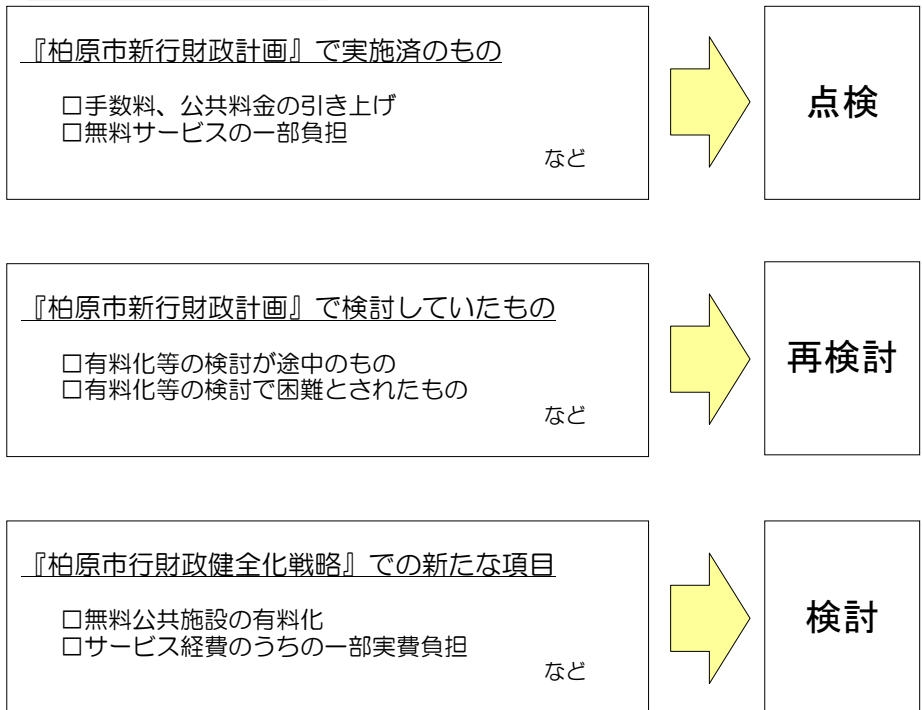 『柏原市新行財政計画』で実施済のもの
□手数料、公共料金の引き上げ
□無料サービスの一部負担
など
点検
『柏原市新行財政計画』で検討していたもの
□有料化等の検討が途中のもの
□有料化等の検討で困難とされたもの
など
再検討
『柏原市行財政健全化戦略』での新たな項目
□無料公共施設の有料化
□サービス経費のうちの一部実費負担
など
検討